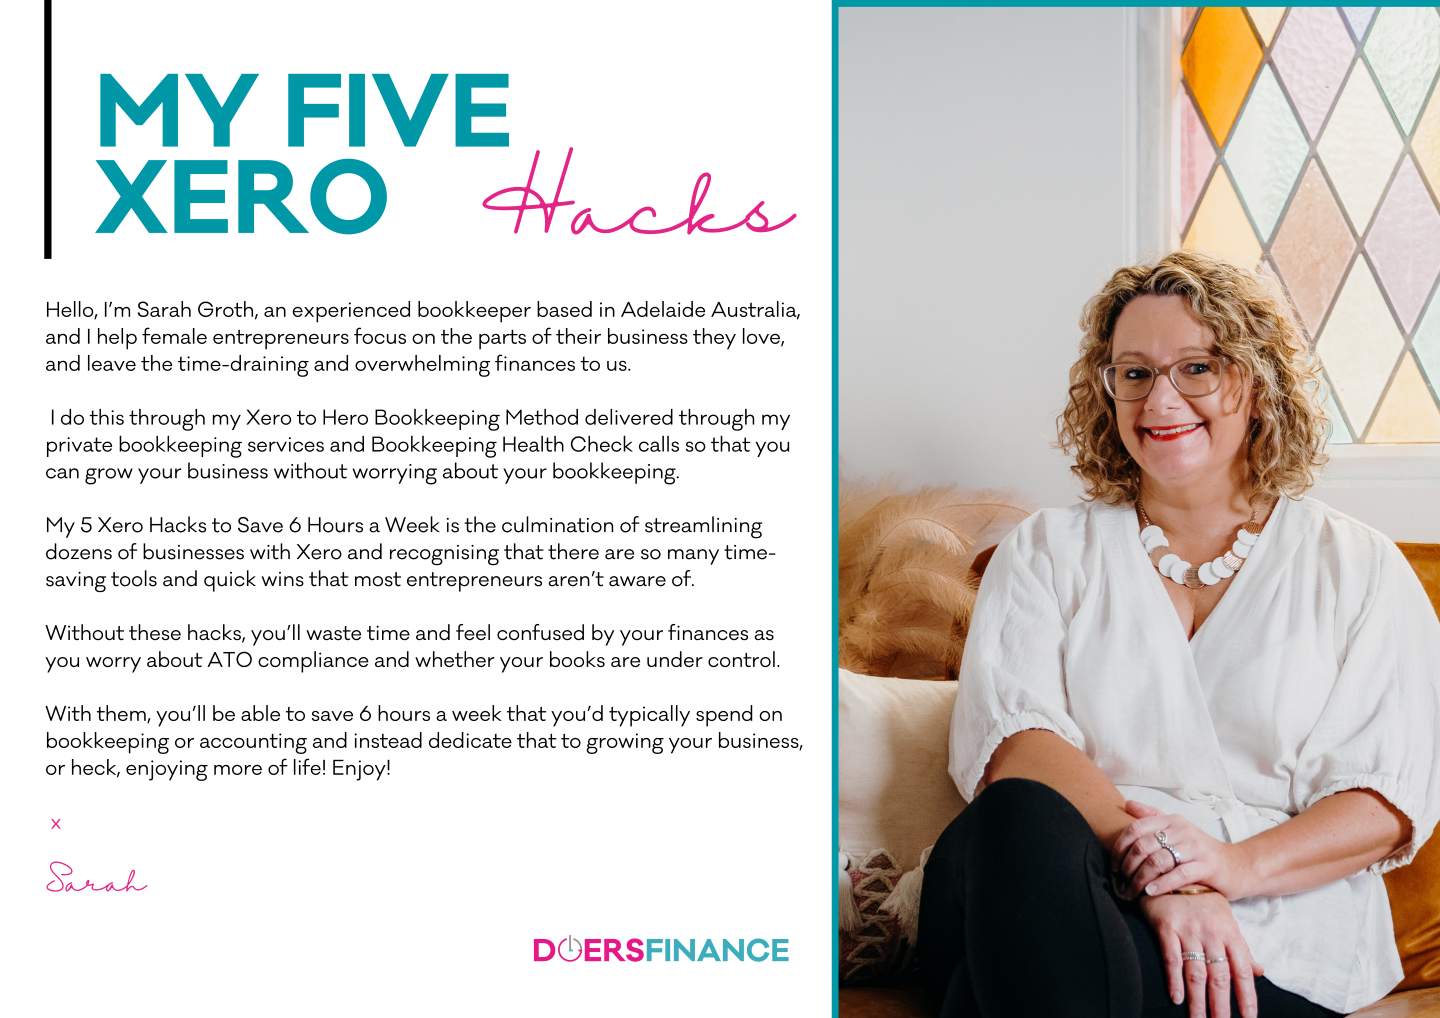 MY FIVE
XERO Hacks
Hello, I'm Sarah Groth, an experienced bookkeeper based in Adelaide Australia,
and I help female entrepreneurs focus on the parts of their business they love,
and leave the time-draining and overwhelming finances to us.
I do this through my Xero to Hero Bookkeeping Method delivered through my
private bookkeeping services and Bookkeeping Health Check calls so that you
can grow your business without worrying about your bookkeeping.
My 5 Xero Hacks to Save 6 Hours a Week is the culmination of streamlining
dozens of businesses with Xero and recognising that there are so many time-
saving tools and quick wins that most entrepreneurs aren't aware of.
Without these hacks, you'll waste time and feel confused by your finances as
you worry about ATO compliance and whether your books are under control.
With them, you'll be able to save 6 hours a week that you'd typically spend on
bookkeeping or accounting and instead dedicate that to growing your business,
or heck, enjoying more of life! Enjoy!
x
Sarah
DOERSFINANCE